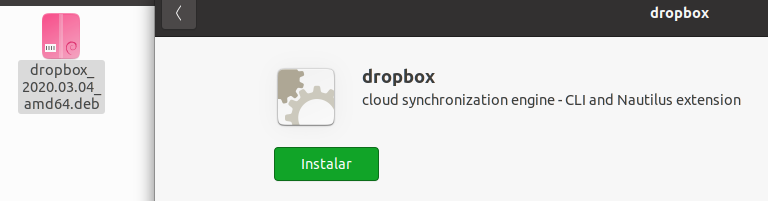 dropbox
dropbox_
2020.03.04_
amd64.deb
dropbox
cloud synchronization engine - CLI and Nautilus extension
Instalar